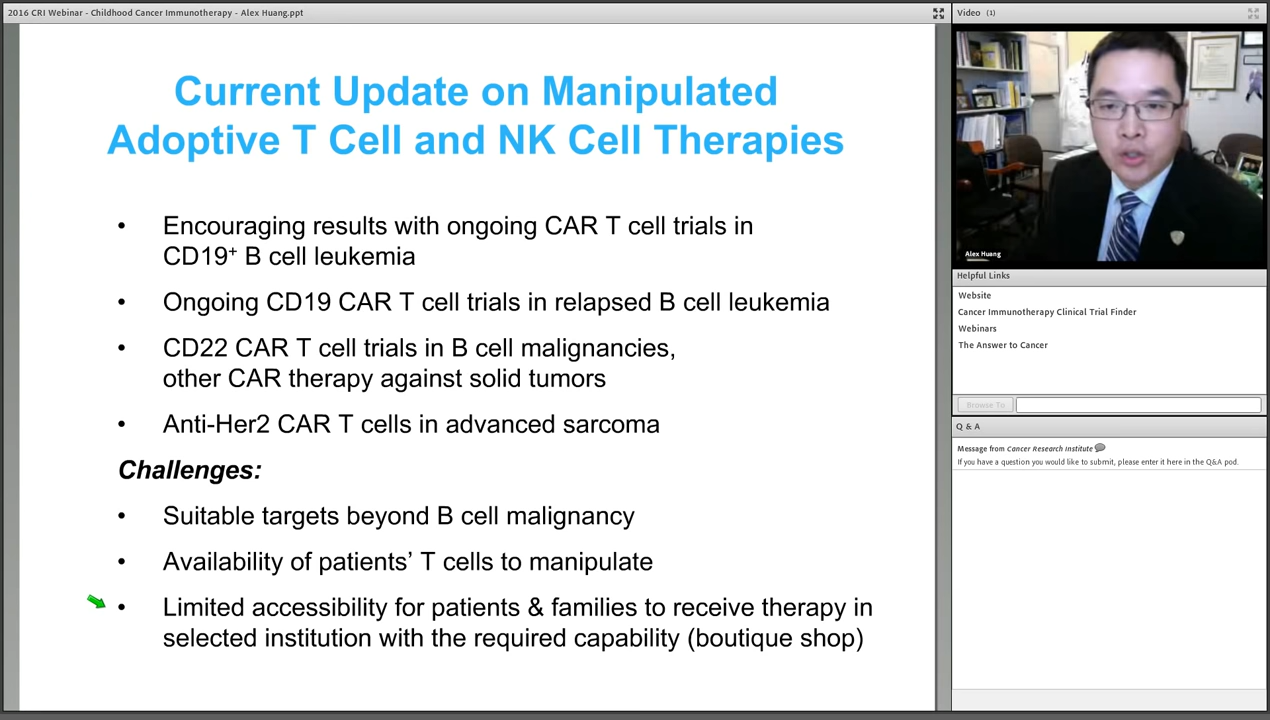 2016 CRI Webinar - Childhood Cancer Immunotherapy - Alex Huang.ppt
Current Update on Manipulated
Adoptive T Cell and NK Cell Therapies
• Encouraging results with ongoing CAR T cell trials in
CD19⁺ B cell leukemia
• Ongoing CD19 CAR T cell trials in relapsed B cell leukemia
• CD22 CAR T cell trials in B cell malignancies,
other CAR therapy against solid tumors
• Anti-Her2 CAR T cells in advanced sarcoma
Challenges:
• Suitable targets beyond B cell malignancy
• Availability of patients’ T cells to manipulate
• Limited accessibility for patients & families to receive therapy in
selected institution with the required capability (boutique shop)
Video (1)
Alex Huang
Helpful Links
Website
Cancer Immunotherapy Clinical Trial Finder
Webinars
The Answer to Cancer
Browse To
Q & A
Message from Cancer Research Institute
If you have a question you would like to submit, please enter it here in the Q&A pod.